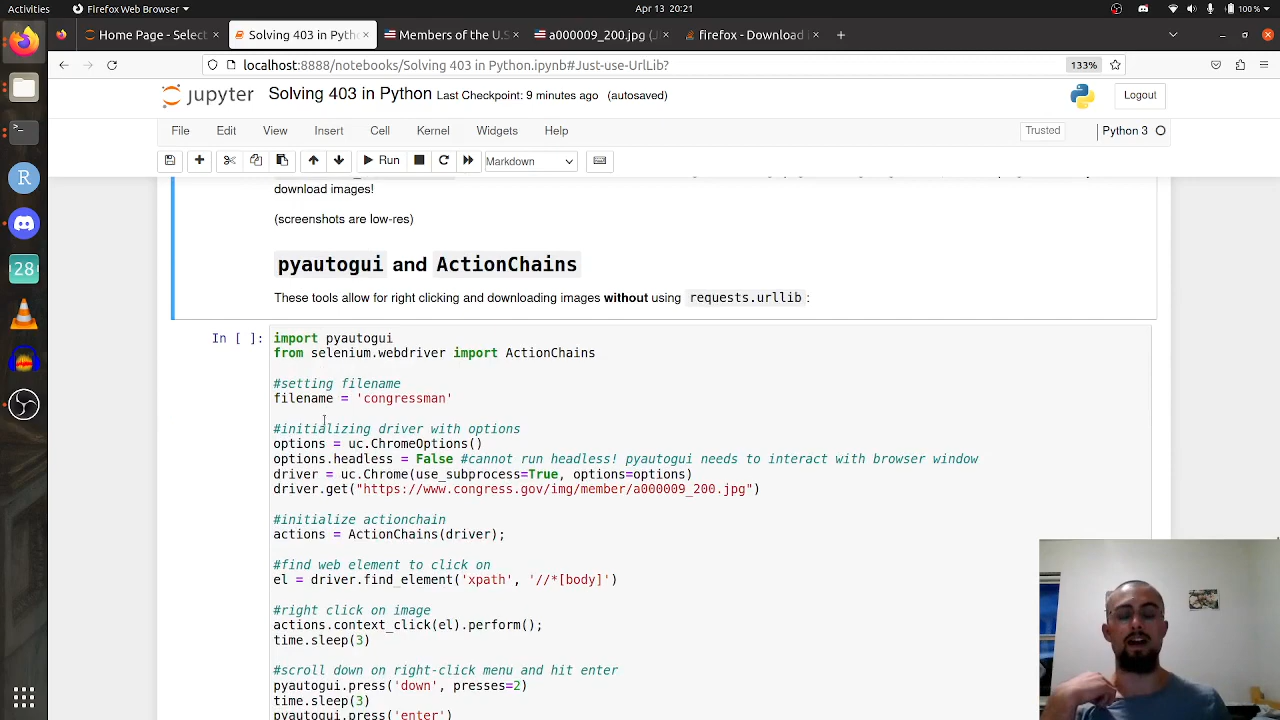 Activities
Firefox Web Browser
Apr 13 20:21
100 %
Home Page - Select
Solving 403 in Pyth
Members of the U.S
a000009_200.jpg (J
firefox - Download
localhost:8888/notebooks/Solving 403 in Python.ipynb#Just-use-UrlLib?
133%
jupyter Solving 403 in Python Last Checkpoint: 9 minutes ago (autosaved)
Logout
File Edit View Insert Cell Kernel Widgets Help
Trusted
Python 3
Run
Markdown
download images!
(screenshots are low-res)
pyautogui and ActionChains
These tools allow for right clicking and downloading images without using requests.urllib:
In [ ]:
import pyautogui
from selenium.webdriver import ActionChains
#setting filename
filename = 'congressman'
#initializing driver with options
options = uc.ChromeOptions()
options.headless = False #cannot run headless! pyautogui needs to interact with browser window
driver = uc.Chrome(use_subprocess=True, options=options)
driver.get("https://www.congress.gov/img/member/a000009_200.jpg")
#initialize actionchain
actions = ActionChains(driver);
#find web element to click on
el = driver.find_element('xpath', '//*[body]')
#right click on image
actions.context_click(el).perform();
time.sleep(3)
#scroll down on right-click menu and hit enter
pyautogui.press('down', presses=2)
time.sleep(3)
pyautogui.press('enter')
R
28